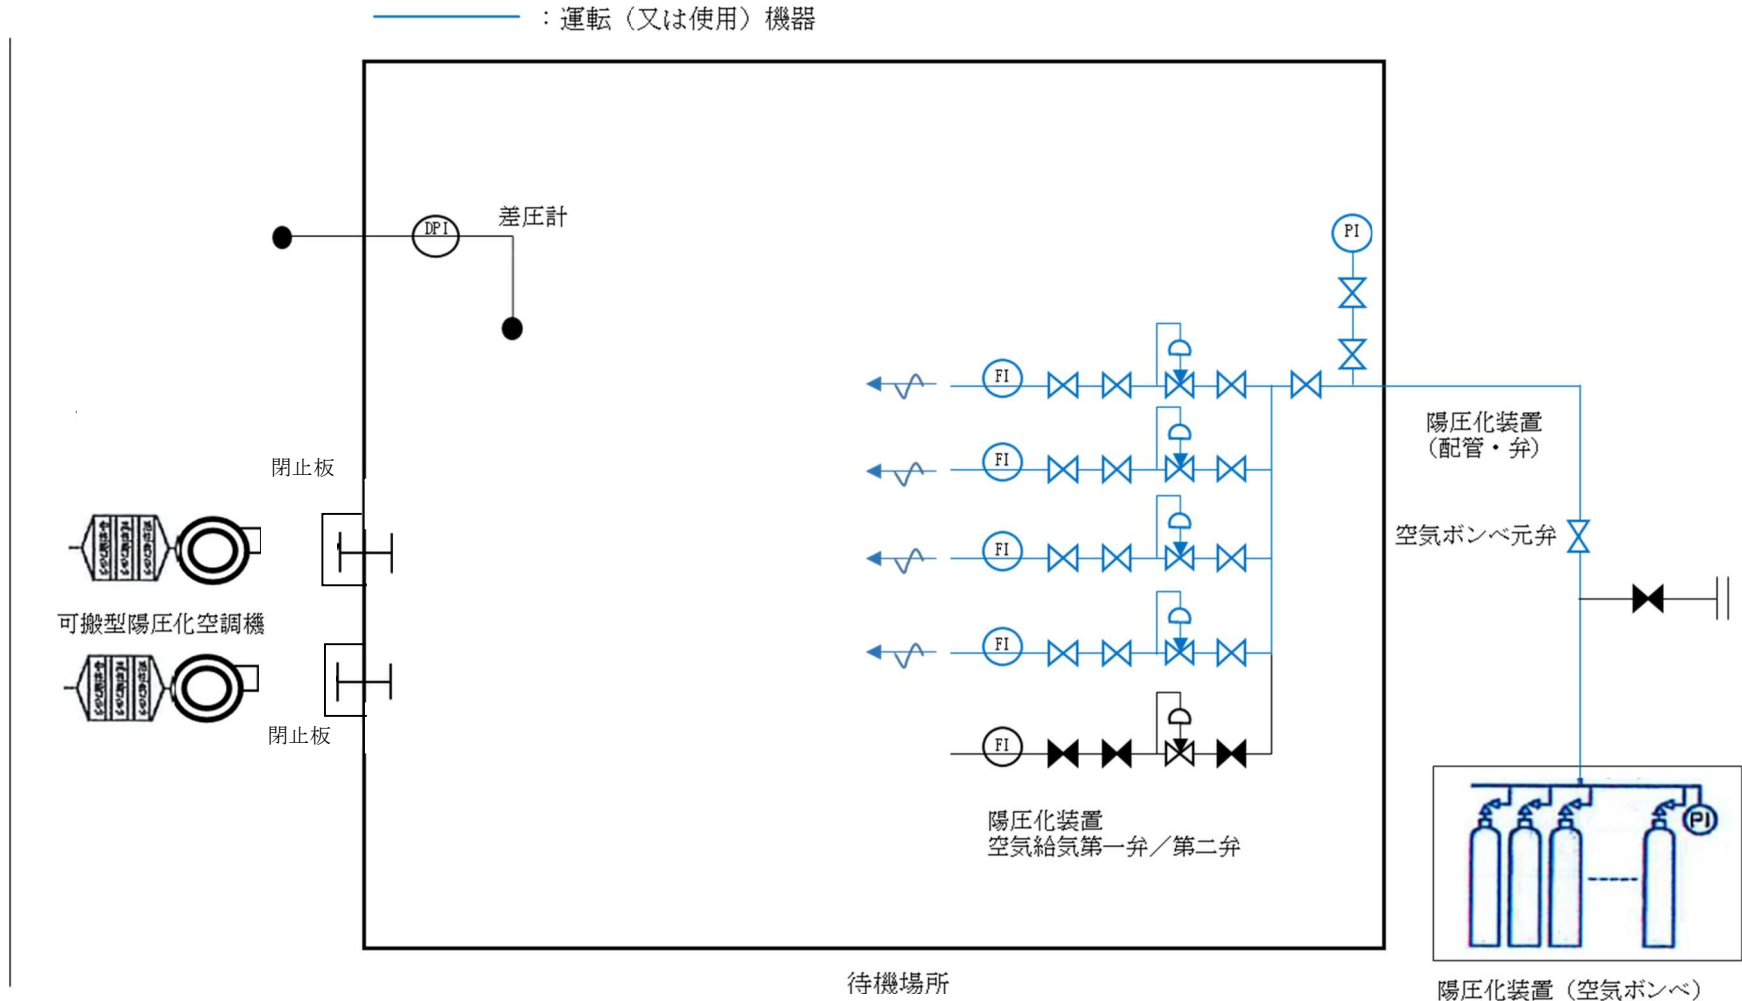 ：運転（又は使用）機器
DPI
差圧計
PI
FI
FI
FI
FI
FI
陽圧化装置
（配管・弁）
空気ボンベ元弁
閉止板
可搬型陽圧化空調機
閉止板
陽圧化装置
空気給気第一弁／第二弁
PI
待機場所
陽圧化装置（空気ボンベ）